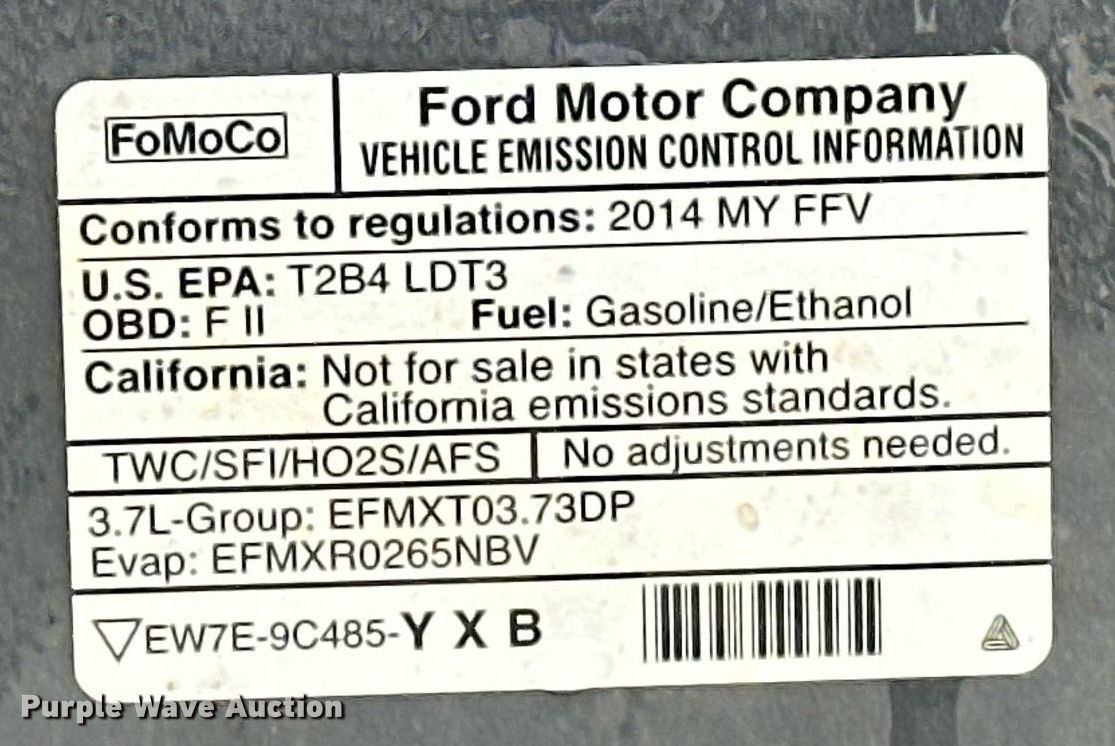 FoMoCo
Ford Motor Company
VEHICLE EMISSION CONTROL INFORMATION
Conforms to regulations: 2014 MY FFV
U.S. EPA: T2B4 LDT3
OBD: F II Fuel: Gasoline/Ethanol
California: Not for sale in states with
California emissions standards.
TWC/SFI/HO2S/AFS No adjustments needed.
3.7L-Group: EFMXT03.73DP
Evap: EFMXR0265NBV
EW7E-9C485-Y X B
Purple Wave Auction